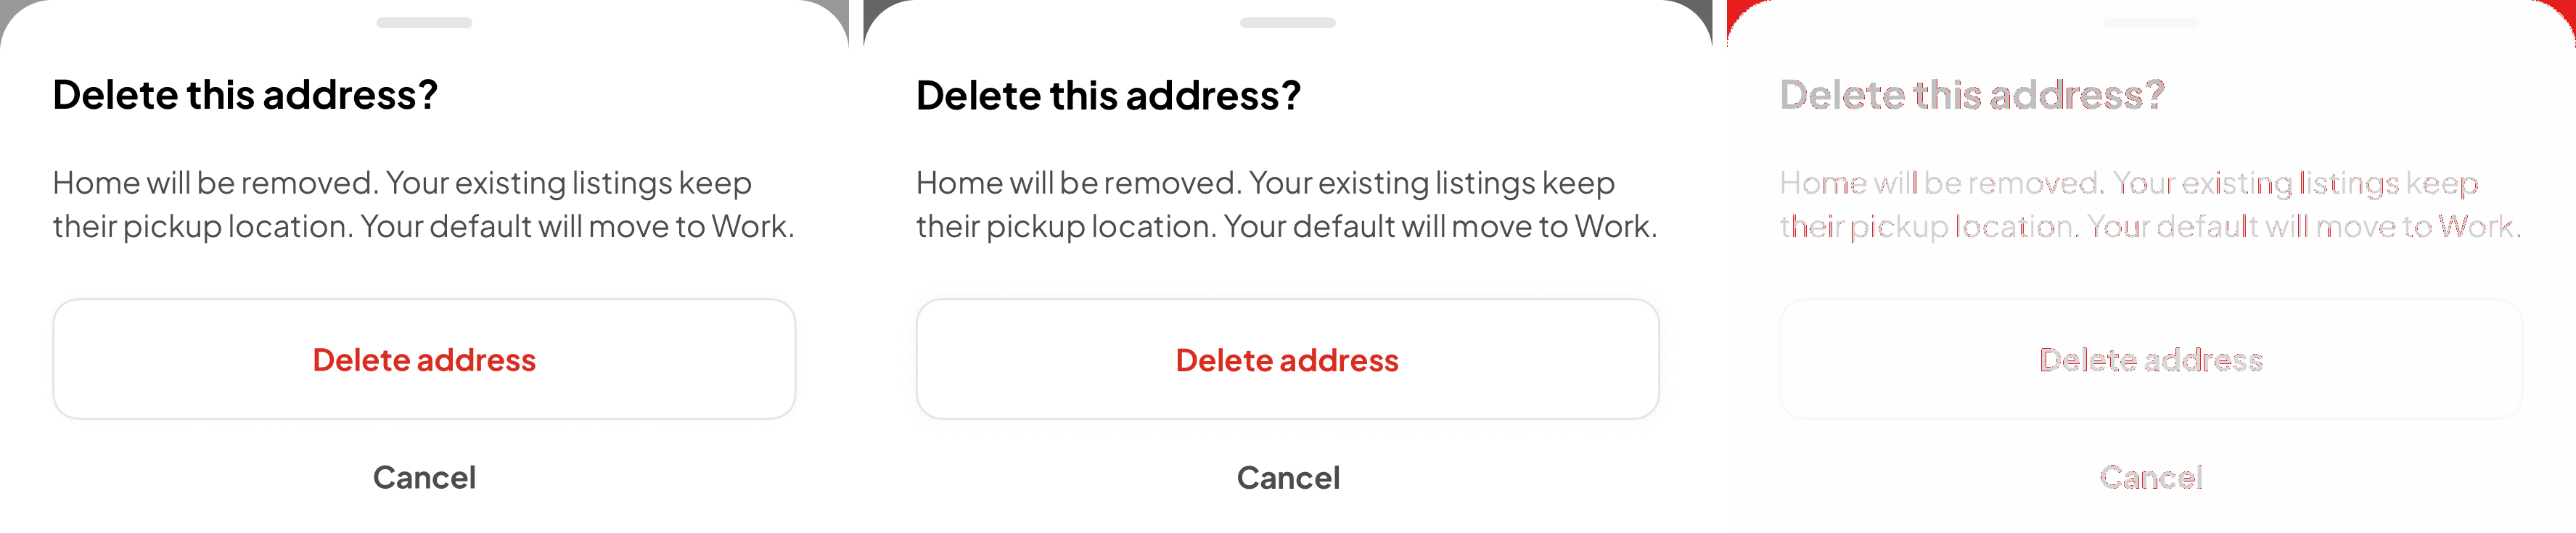 Delete this address?
Home will be removed. Your existing listings keep
their pickup location. Your default will move to Work.
Delete address
Cancel
Delete this address?
Home will be removed. Your existing listings keep
their pickup location. Your default will move to Work.
Delete address
Cancel
Delete this address?
Home will be removed. Your existing listings keep
their pickup location. Your default will move to Work.
Delete address
Cancel